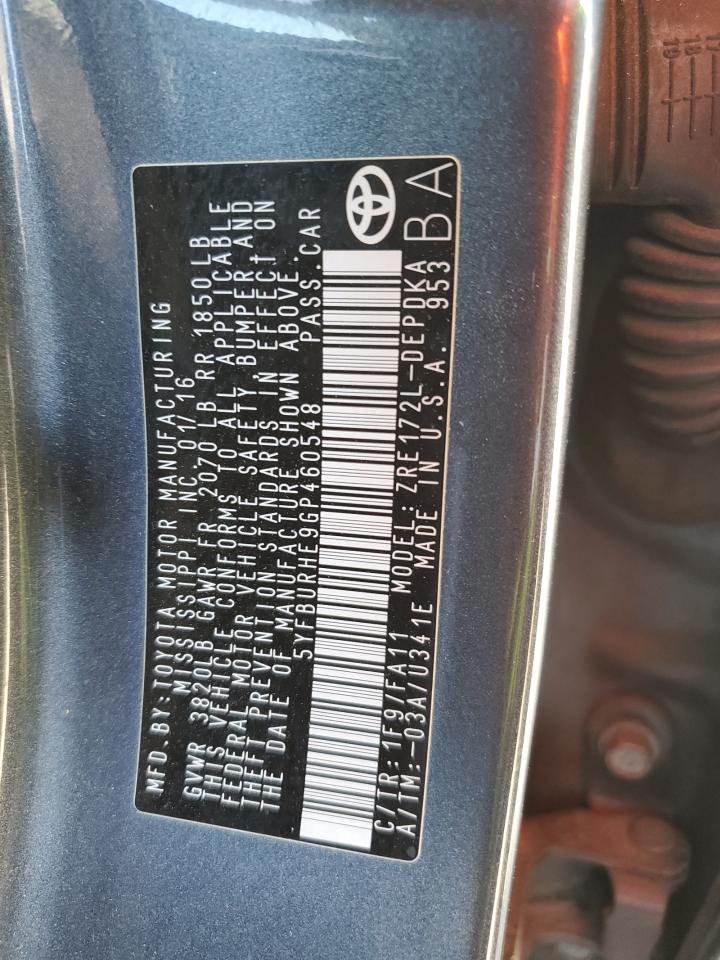 MFD. BY: TOYOTA MOTOR MANUFACTURING
MISSISSIPPI INC. 01/16
GVWR 3820LB GAWR FR 2070 LB RR 1850 LB
THIS VEHICLE CONFORMS TO ALL APPLICABLE
FEDERAL MOTOR VEHICLE SAFETY BUMPER AND
THEFT PREVENTION STANDARDS IN EFFECT ON
THE DATE OF MANUFACTURE SHOWN ABOVE.
5YFBURHE9GP460548 PASS.CAR
C/TR: 1F9/FA11 MODEL: ZRE172L-DEPDKA
A/TM:-03A/U341E MADE IN U.S.A. 953
BA